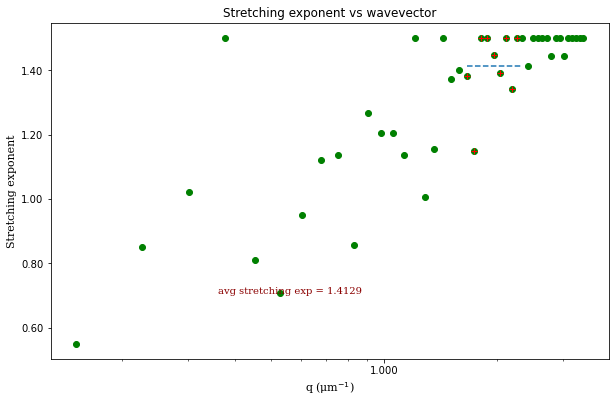 Stretching exponent vs wavevector
Stretching exponent
1.40
1.20
1.00
0.80
0.60
avg stretching exp = 1.4129
1.000
q (μm⁻¹)